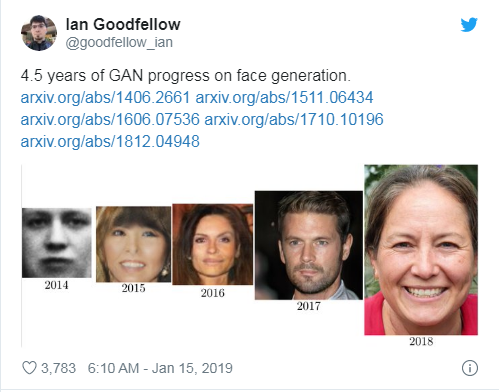 Ian Goodfellow
@goodfellow_ian
4.5 years of GAN progress on face generation.
arxiv.org/abs/1406.2661 arxiv.org/abs/1511.06434
arxiv.org/abs/1606.07536 arxiv.org/abs/1710.10196
arxiv.org/abs/1812.04948
2014
2015
2016
2017
2018
3,783 6:10 AM - Jan 15, 2019